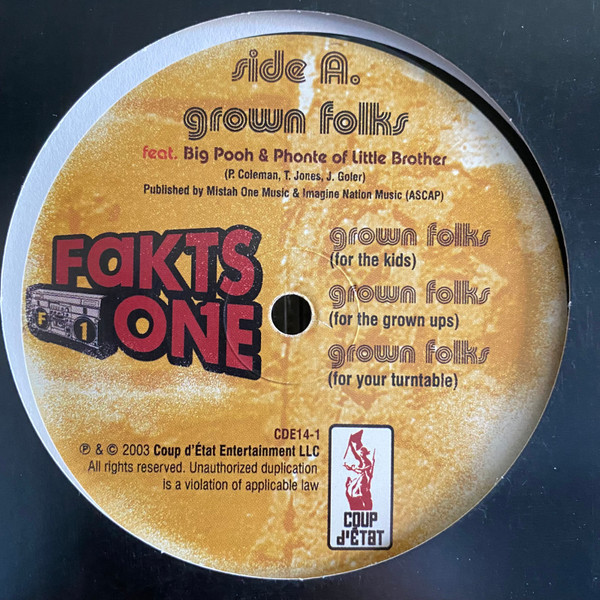 side A.
grown folks
feat. Big Pooh & Phonte of Little Brother
(P. Coleman, T. Jones, J. Goler)
Published by Mistah One Music & Imagine Nation Music (ASCAP)
FaKTS
ONE
F 1
grown folks
(for the kids)
grown folks
(for the grown ups)
grown folks
(for your turntable)
CDE14-1
℗ & © 2003 Coup d'État Entertainment LLC
All rights reserved. Unauthorized duplication
is a violation of applicable law
COUP
d'ÉTaT